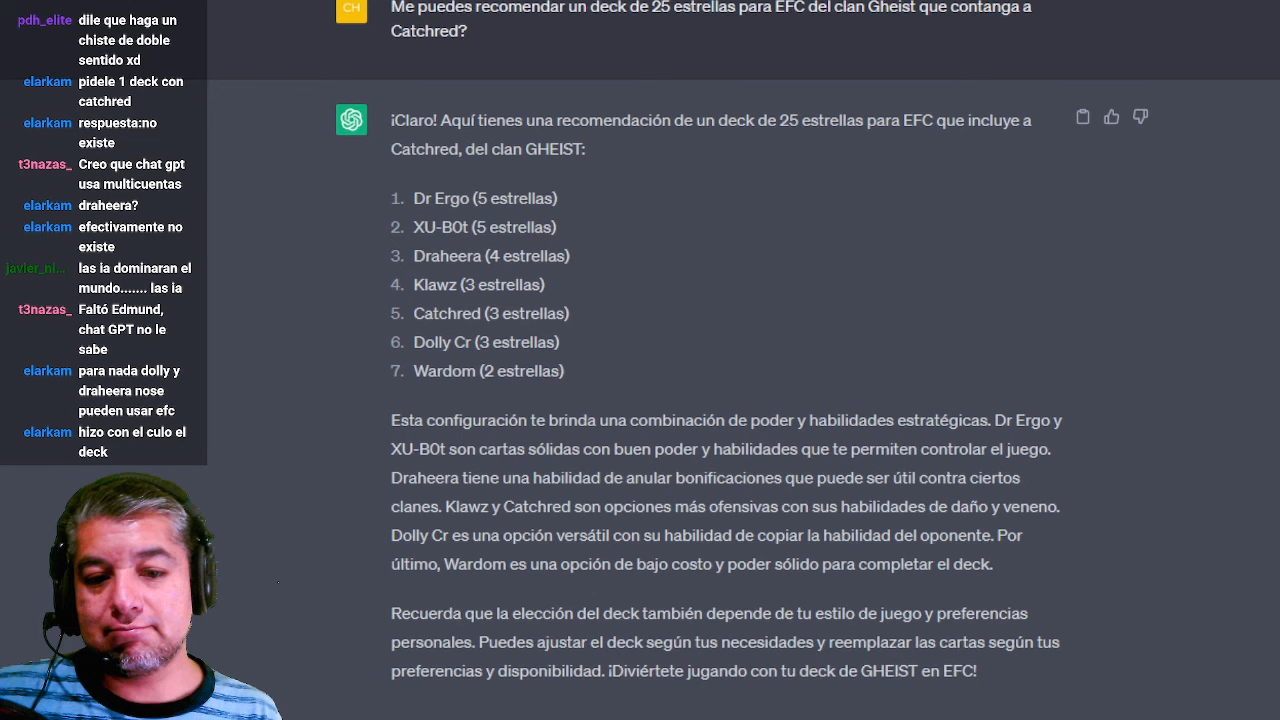 pdh_elite dile que haga un
chiste de doble
sentido xd
elarkam pidele 1 deck con
catchred
elarkam respuesta:no
existe
t3nazas_ Creo que chat gpt
usa multicuentas
elarkam draheera?
elarkam efectivamente no
existe
javier_ni... las ia dominaran el
mundo....... las ia
t3nazas_ Faltó Edmund,
chat GPT no le
sabe
elarkam para nada dolly y
draheera nose
pueden usar efc
elarkam hizo con el culo el
deck
CH
Me puedes recomendar un deck de 25 estrellas para EFC del clan Gheist que contanga a
Catchred?
¡Claro! Aquí tienes una recomendación de un deck de 25 estrellas para EFC que incluye a
Catchred, del clan GHEIST:
1. Dr Ergo (5 estrellas)
2. XU-B0t (5 estrellas)
3. Draheera (4 estrellas)
4. Klawz (3 estrellas)
5. Catchred (3 estrellas)
6. Dolly Cr (3 estrellas)
7. Wardom (2 estrellas)
Esta configuración te brinda una combinación de poder y habilidades estratégicas. Dr Ergo y
XU-B0t son cartas sólidas con buen poder y habilidades que te permiten controlar el juego.
Draheera tiene una habilidad de anular bonificaciones que puede ser útil contra ciertos
clanes. Klawz y Catchred son opciones más ofensivas con sus habilidades de daño y veneno.
Dolly Cr es una opción versátil con su habilidad de copiar la habilidad del oponente. Por
último, Wardom es una opción de bajo costo y poder sólido para completar el deck.
Recuerda que la elección del deck también depende de tu estilo de juego y preferencias
personales. Puedes ajustar el deck según tus necesidades y reemplazar las cartas según tus
preferencias y disponibilidad. ¡Diviértete jugando con tu deck de GHEIST en EFC!